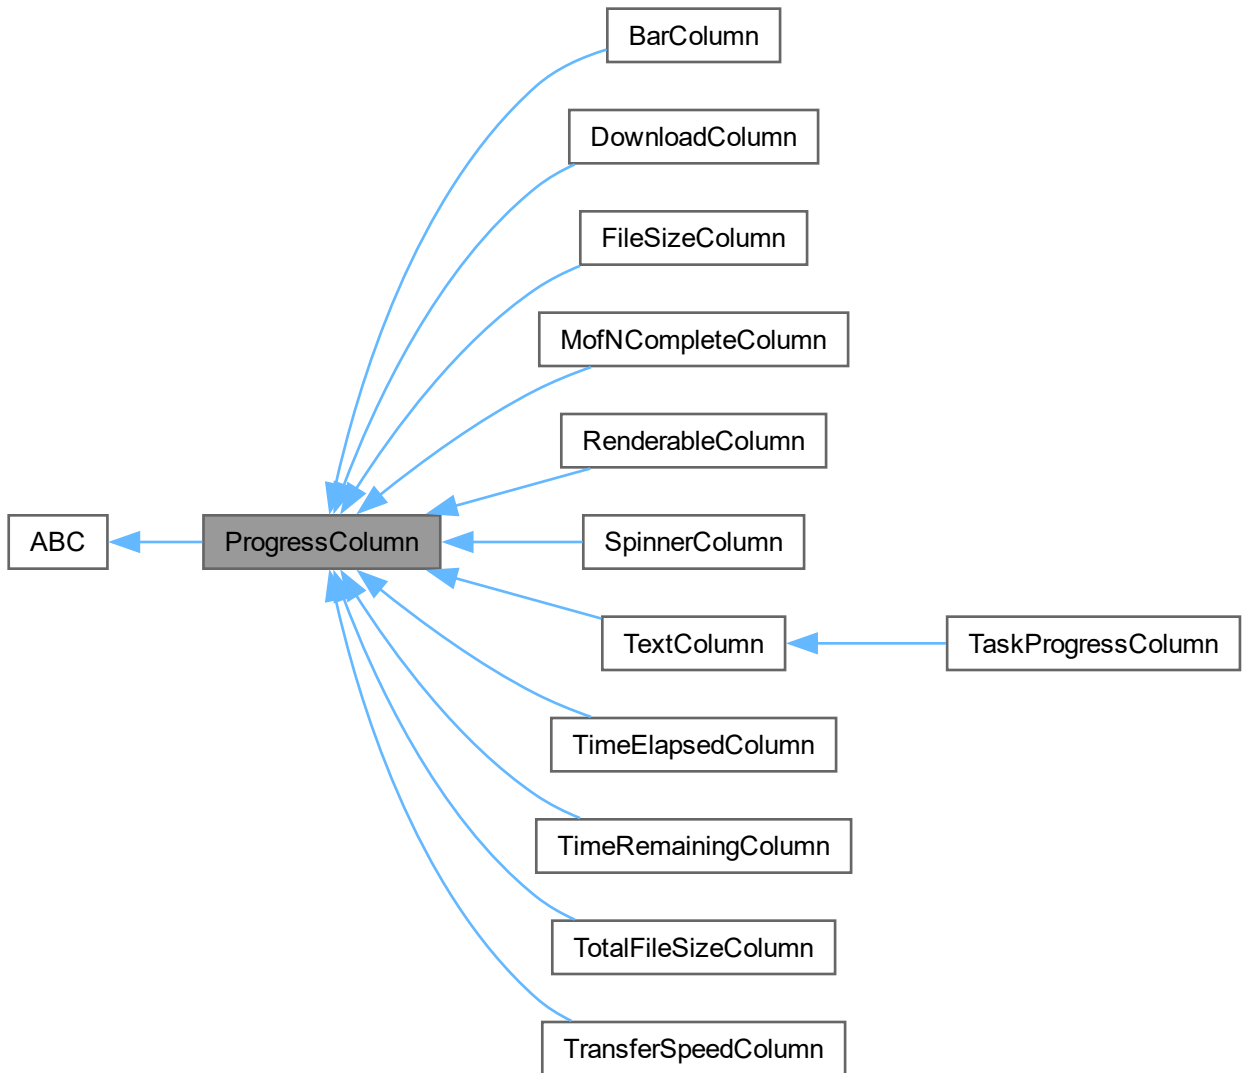 BarColumn
DownloadColumn
FileSizeColumn
MofNCompleteColumn
RenderableColumn
ABC
ProgressColumn
SpinnerColumn
TextColumn
TaskProgressColumn
TimeElapsedColumn
TimeRemainingColumn
TotalFileSizeColumn
TransferSpeedColumn